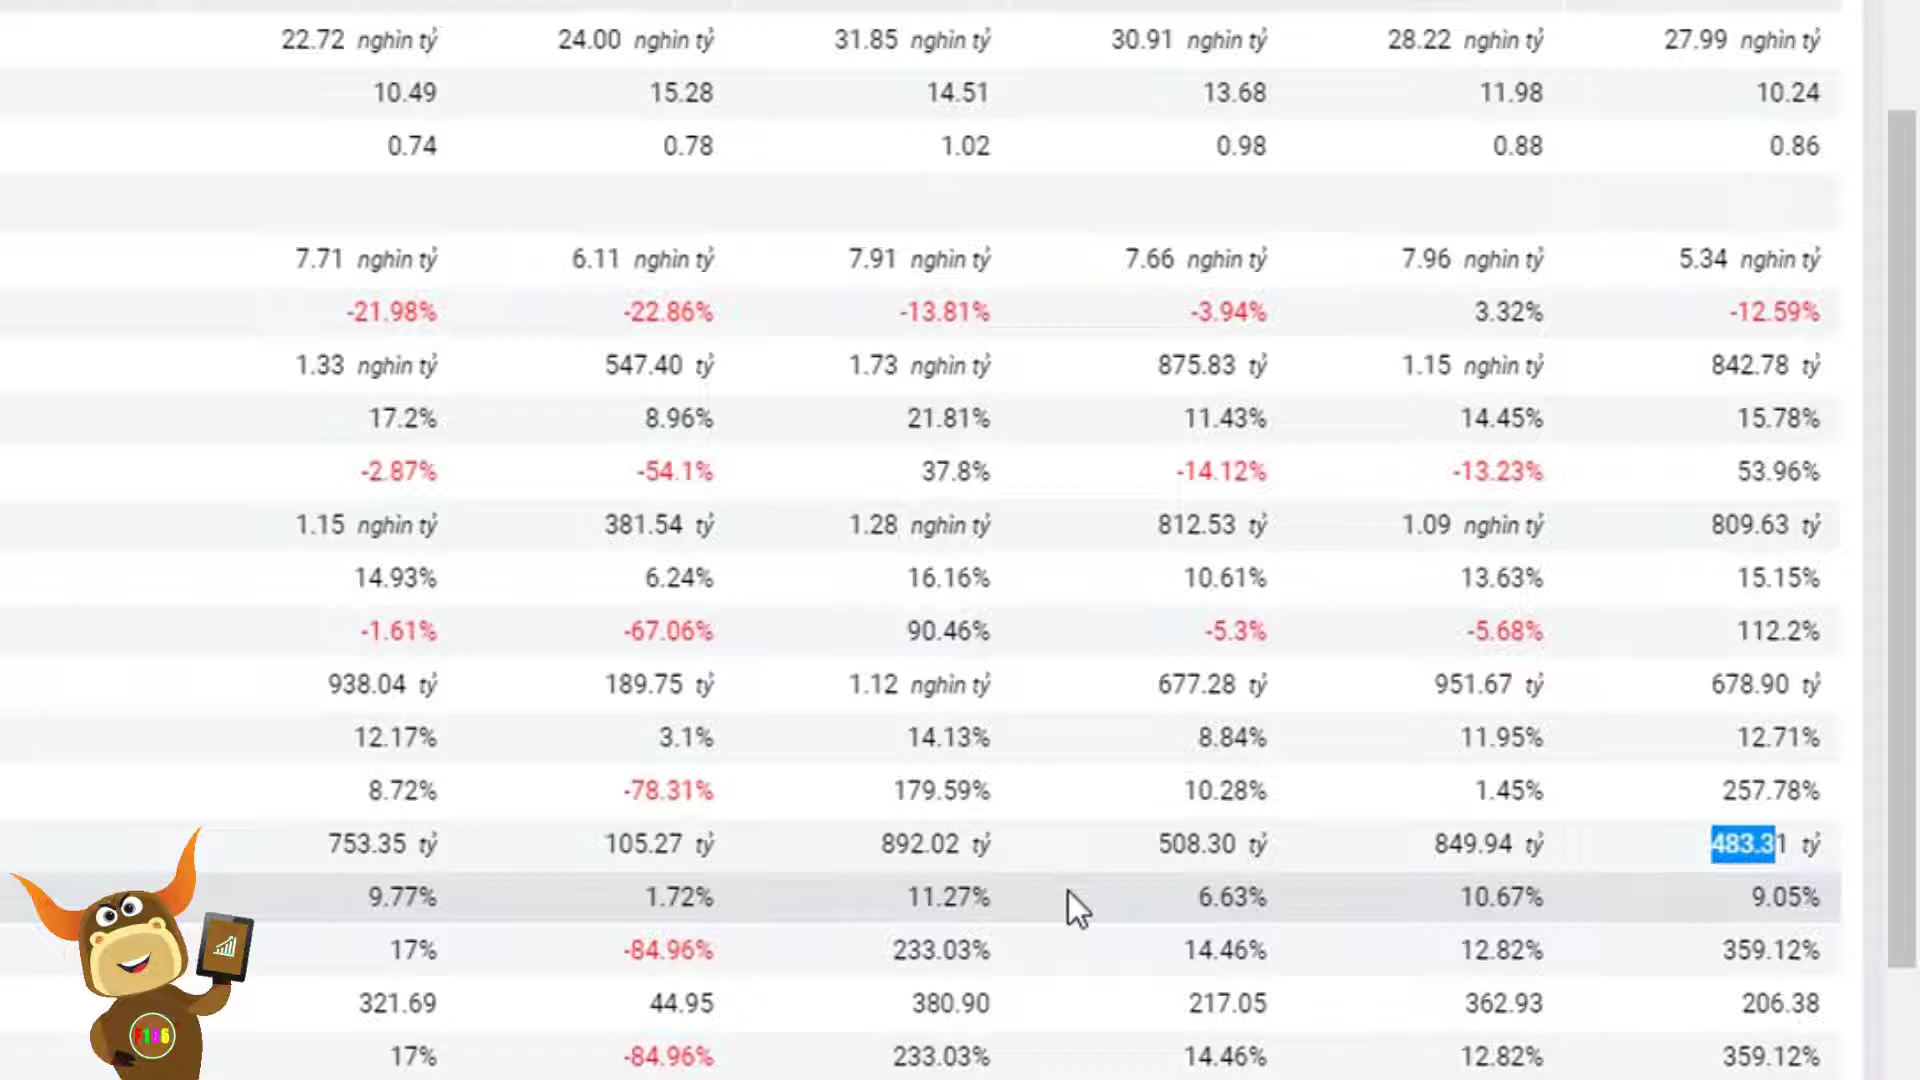 22.72 nghìn tỷ 24.00 nghìn tỷ 31.85 nghìn tỷ 30.91 nghìn tỷ 28.22 nghìn tỷ 27.99 nghìn tỷ
10.49 15.28 14.51 13.68 11.98 10.24
0.74 0.78 1.02 0.98 0.88 0.86
7.71 nghìn tỷ 6.11 nghìn tỷ 7.91 nghìn tỷ 7.66 nghìn tỷ 7.96 nghìn tỷ 5.34 nghìn tỷ
-21.98% -22.86% -13.81% -3.94% 3.32% -12.59%
1.33 nghìn tỷ 547.40 tỷ 1.73 nghìn tỷ 875.83 tỷ 1.15 nghìn tỷ 842.78 tỷ
17.2% 8.96% 21.81% 11.43% 14.45% 15.78%
-2.87% -54.1% 37.8% -14.12% -13.23% 53.96%
1.15 nghìn tỷ 381.54 tỷ 1.28 nghìn tỷ 812.53 tỷ 1.09 nghìn tỷ 809.63 tỷ
14.93% 6.24% 16.16% 10.61% 13.63% 15.15%
-1.61% -67.06% 90.46% -5.3% -5.68% 112.2%
938.04 tỷ 189.75 tỷ 1.12 nghìn tỷ 677.28 tỷ 951.67 tỷ 678.90 tỷ
12.17% 3.1% 14.13% 8.84% 11.95% 12.71%
8.72% -78.31% 179.59% 10.28% 1.45% 257.78%
753.35 tỷ 105.27 tỷ 892.02 tỷ 508.30 tỷ 849.94 tỷ 483.31 tỷ
9.77% 1.72% 11.27% 6.63% 10.67% 9.05%
17% -84.96% 233.03% 14.46% 12.82% 359.12%
321.69 44.95 380.90 217.05 362.93 206.38
17% -84.96% 233.03% 14.46% 12.82% 359.12%